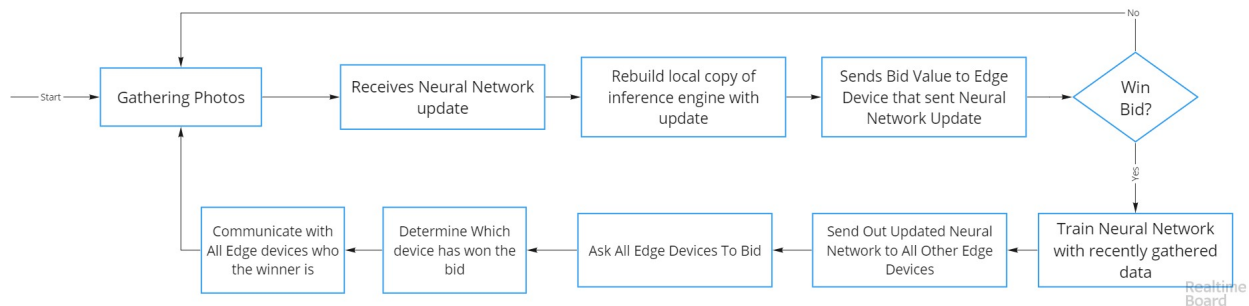 No
Start
Gathering Photos
Receives Neural Network
update
Rebuild local copy of
inference engine with
update
Sends Bid Value to Edge
Device that sent Neural
Network Update
Win
Bid?
Yes
Train Neural Network
with recently gathered
data
Send Out Updated Neural
Network to All Other Edge
Devices
Ask All Edge Devices To Bid
Determine Which
device has won the
bid
Communicate with
All Edge devices who
the winner is
Realtime
Board